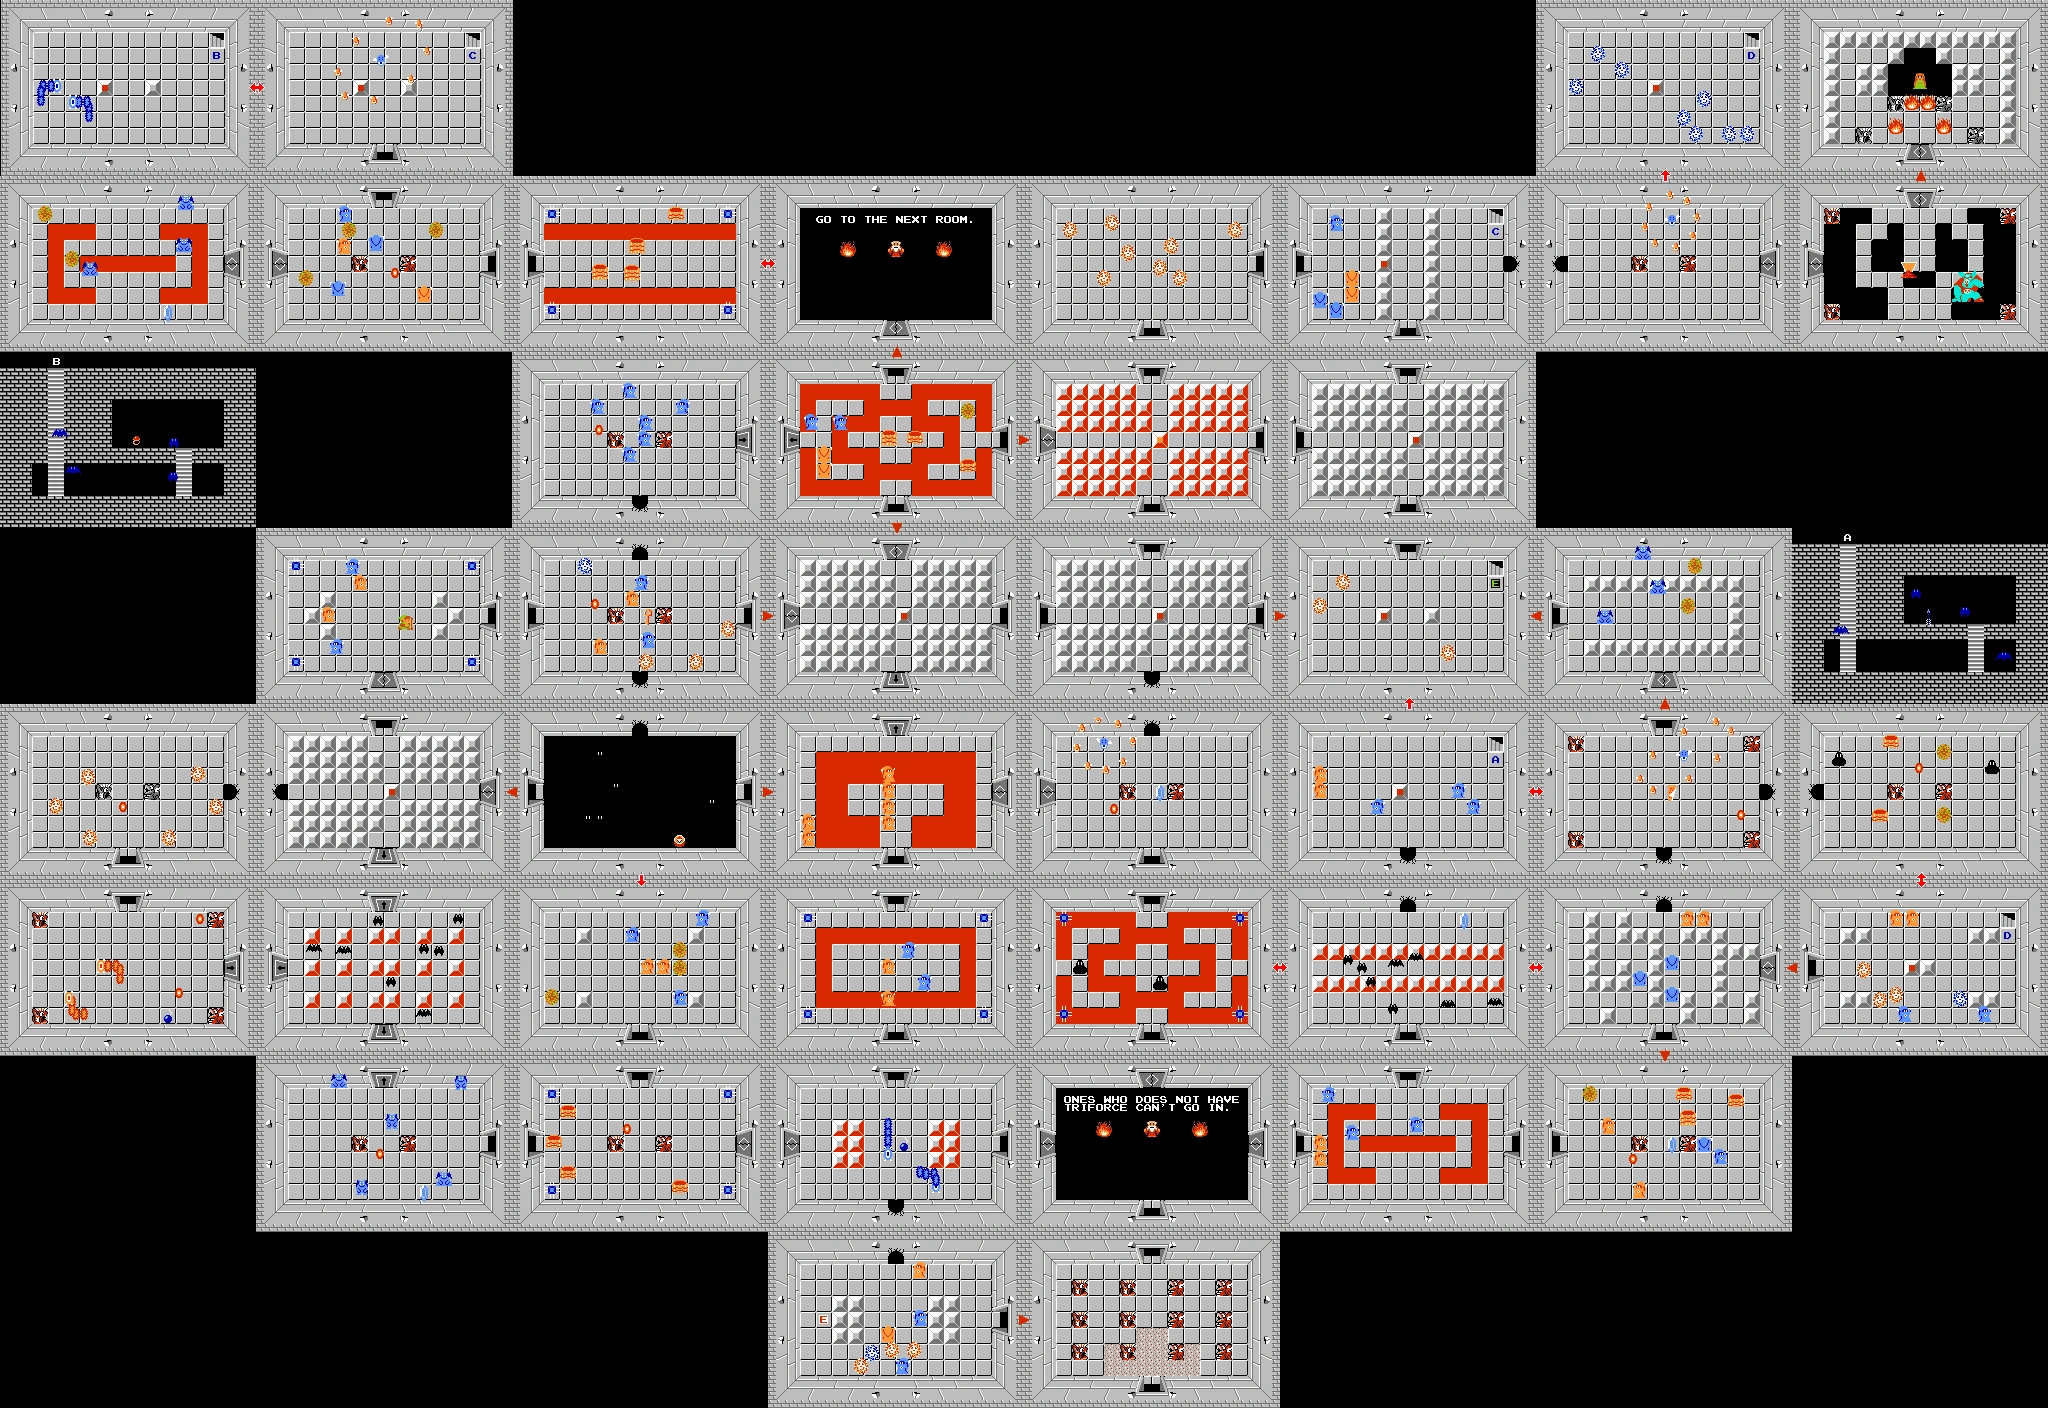 B
C
D
GO TO THE NEXT ROOM.
C
B
A
E
A
D
ONES WHO DOES NOT HAVE
TRIFORCE CAN'T GO IN.
E